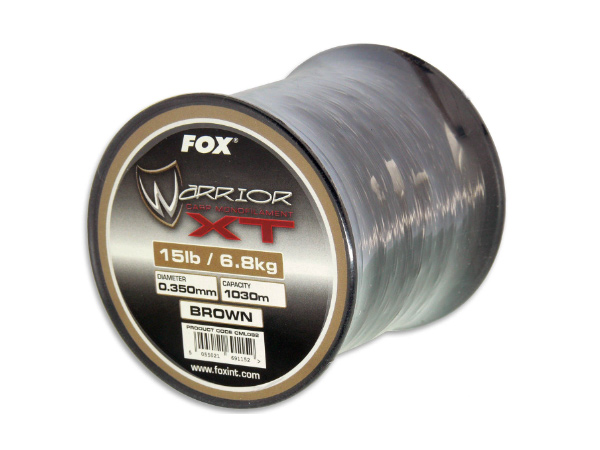 FOX®
WARRIOR
CARP MONOFILAMENT
XT
15lb / 6.8kg
DIAMETER CAPACITY
0.350mm 1030m
BROWN
PRODUCT CODE CML092
5 055021 691152 >
www.foxint.com